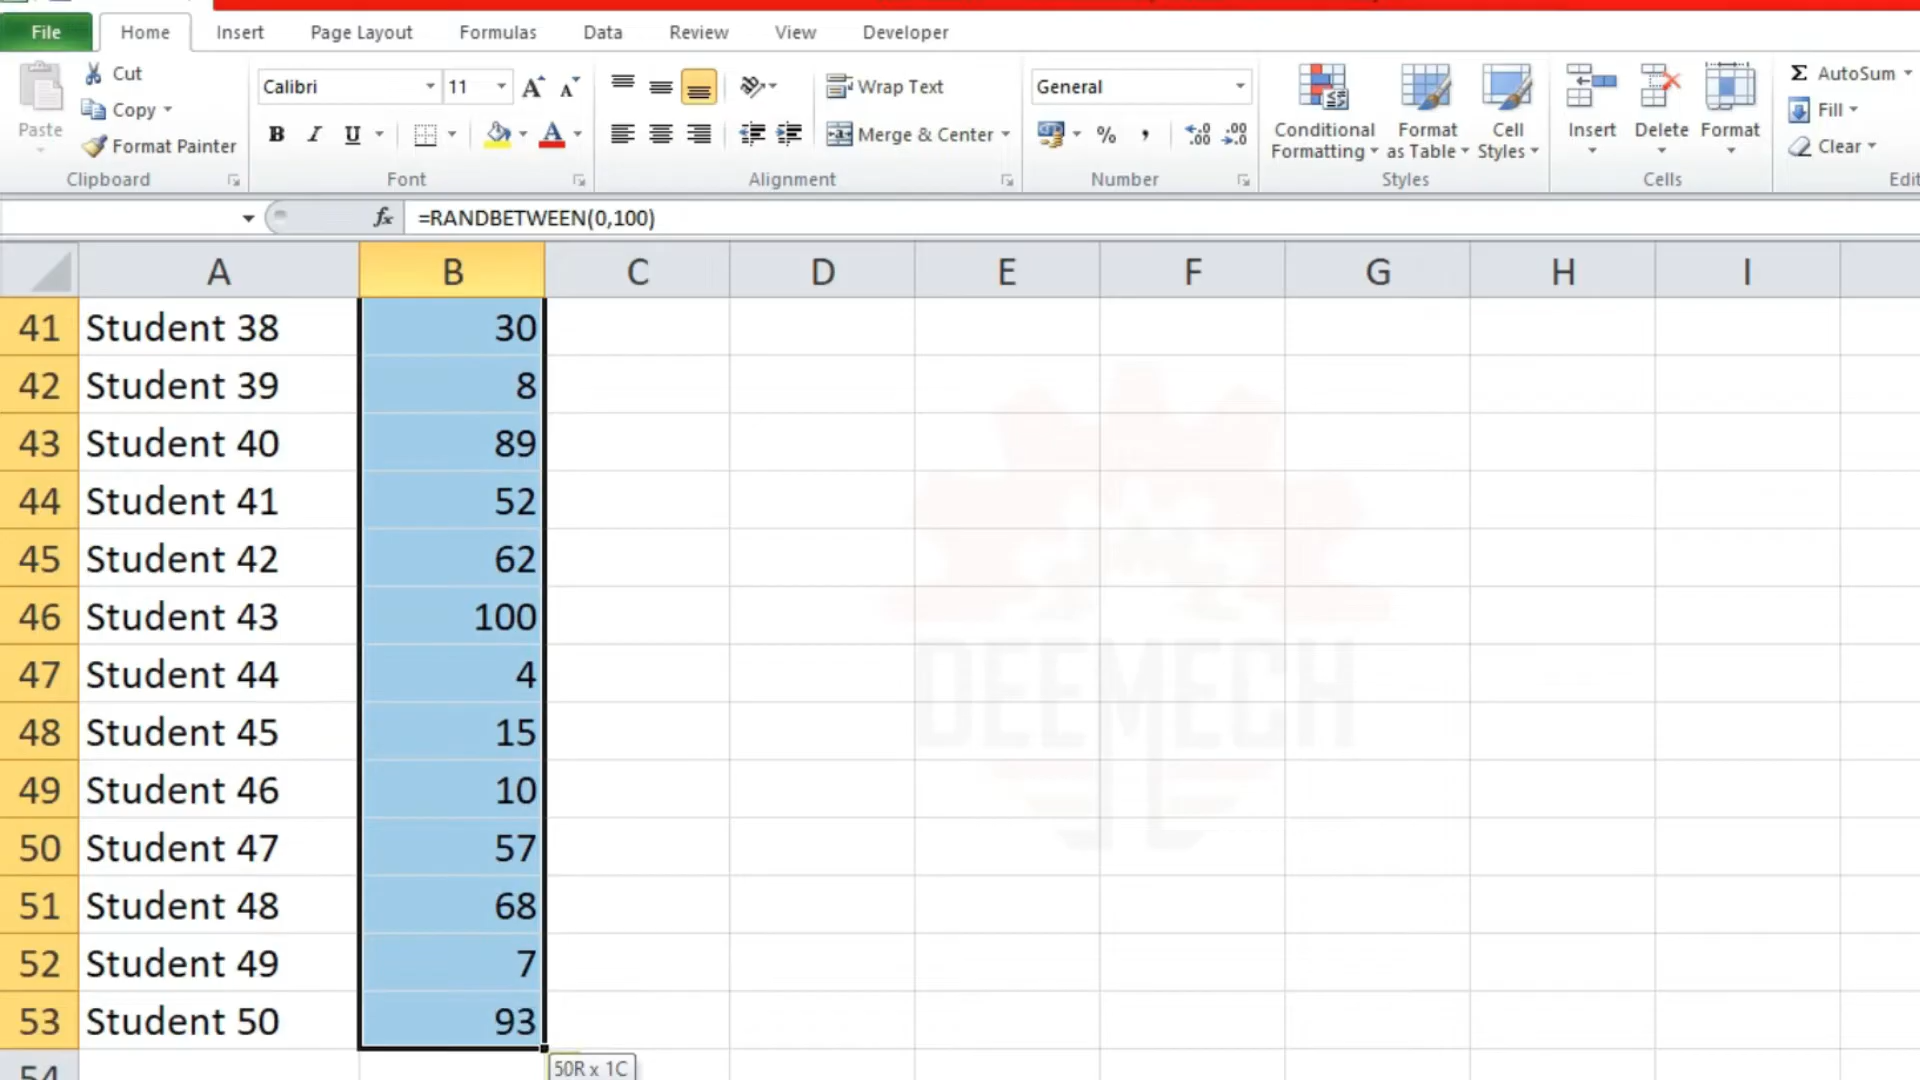 File Home Insert Page Layout Formulas Data Review View Developer
Cut
Copy
Paste
Format Painter
Clipboard
Calibri 11
B I U
Font
Wrap Text
Merge & Center
Alignment
General
%
Number
Conditional Formatting
Format as Table
Cell Styles
Styles
Insert Delete Format
Cells
Σ AutoSum
Fill
Clear
Edit
fx =RANDBETWEEN(0,100)
A B C D E F G H I
41 Student 38 30
42 Student 39 8
43 Student 40 89
44 Student 41 52
45 Student 42 62
46 Student 43 100
47 Student 44 4
48 Student 45 15
49 Student 46 10
50 Student 47 57
51 Student 48 68
52 Student 49 7
53 Student 50 93
54
50R x 1C
DEEMECH